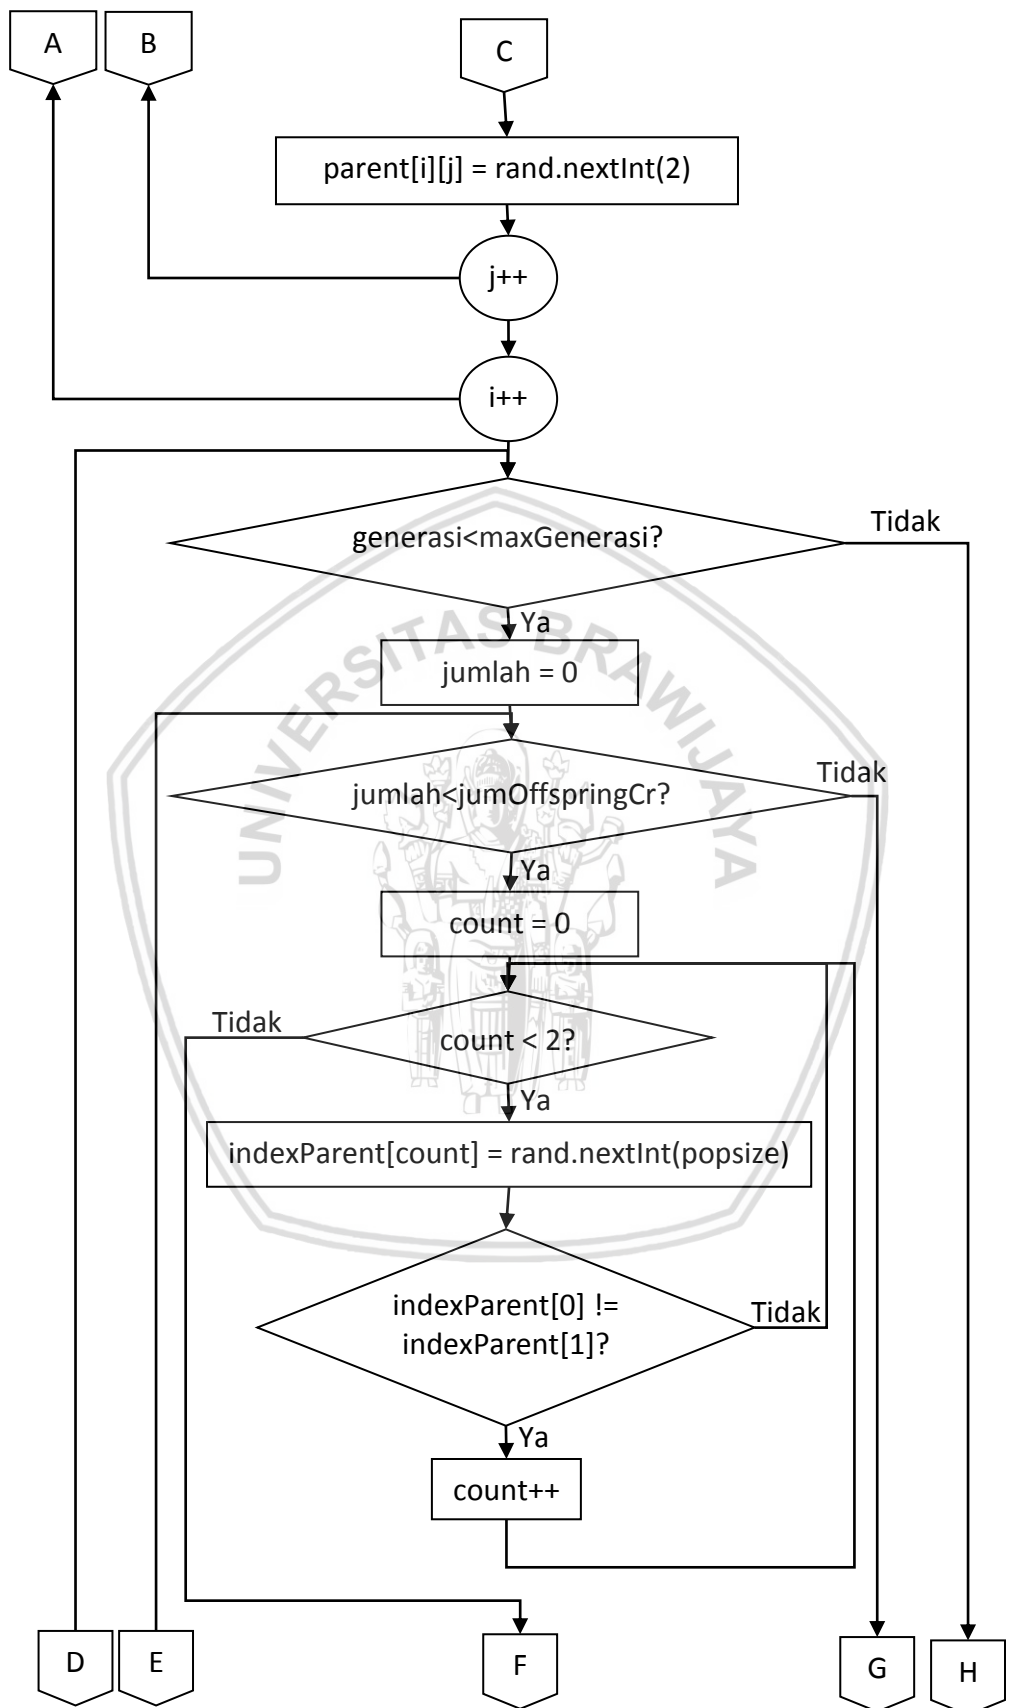 A
B
C
parent[i][j] = rand.nextInt(2)
j++
i++
generasi<maxGenerasi?
Tidak
Ya
jumlah = 0
UNIVERSITAS BRAWIJAYA
jumlah<jumOffspringCr?
Tidak
Ya
count = 0
Tidak
count < 2?
Ya
indexParent[count] = rand.nextInt(popsize)
indexParent[0] !=
indexParent[1]?
Tidak
Ya
count++
D
E
F
G
H